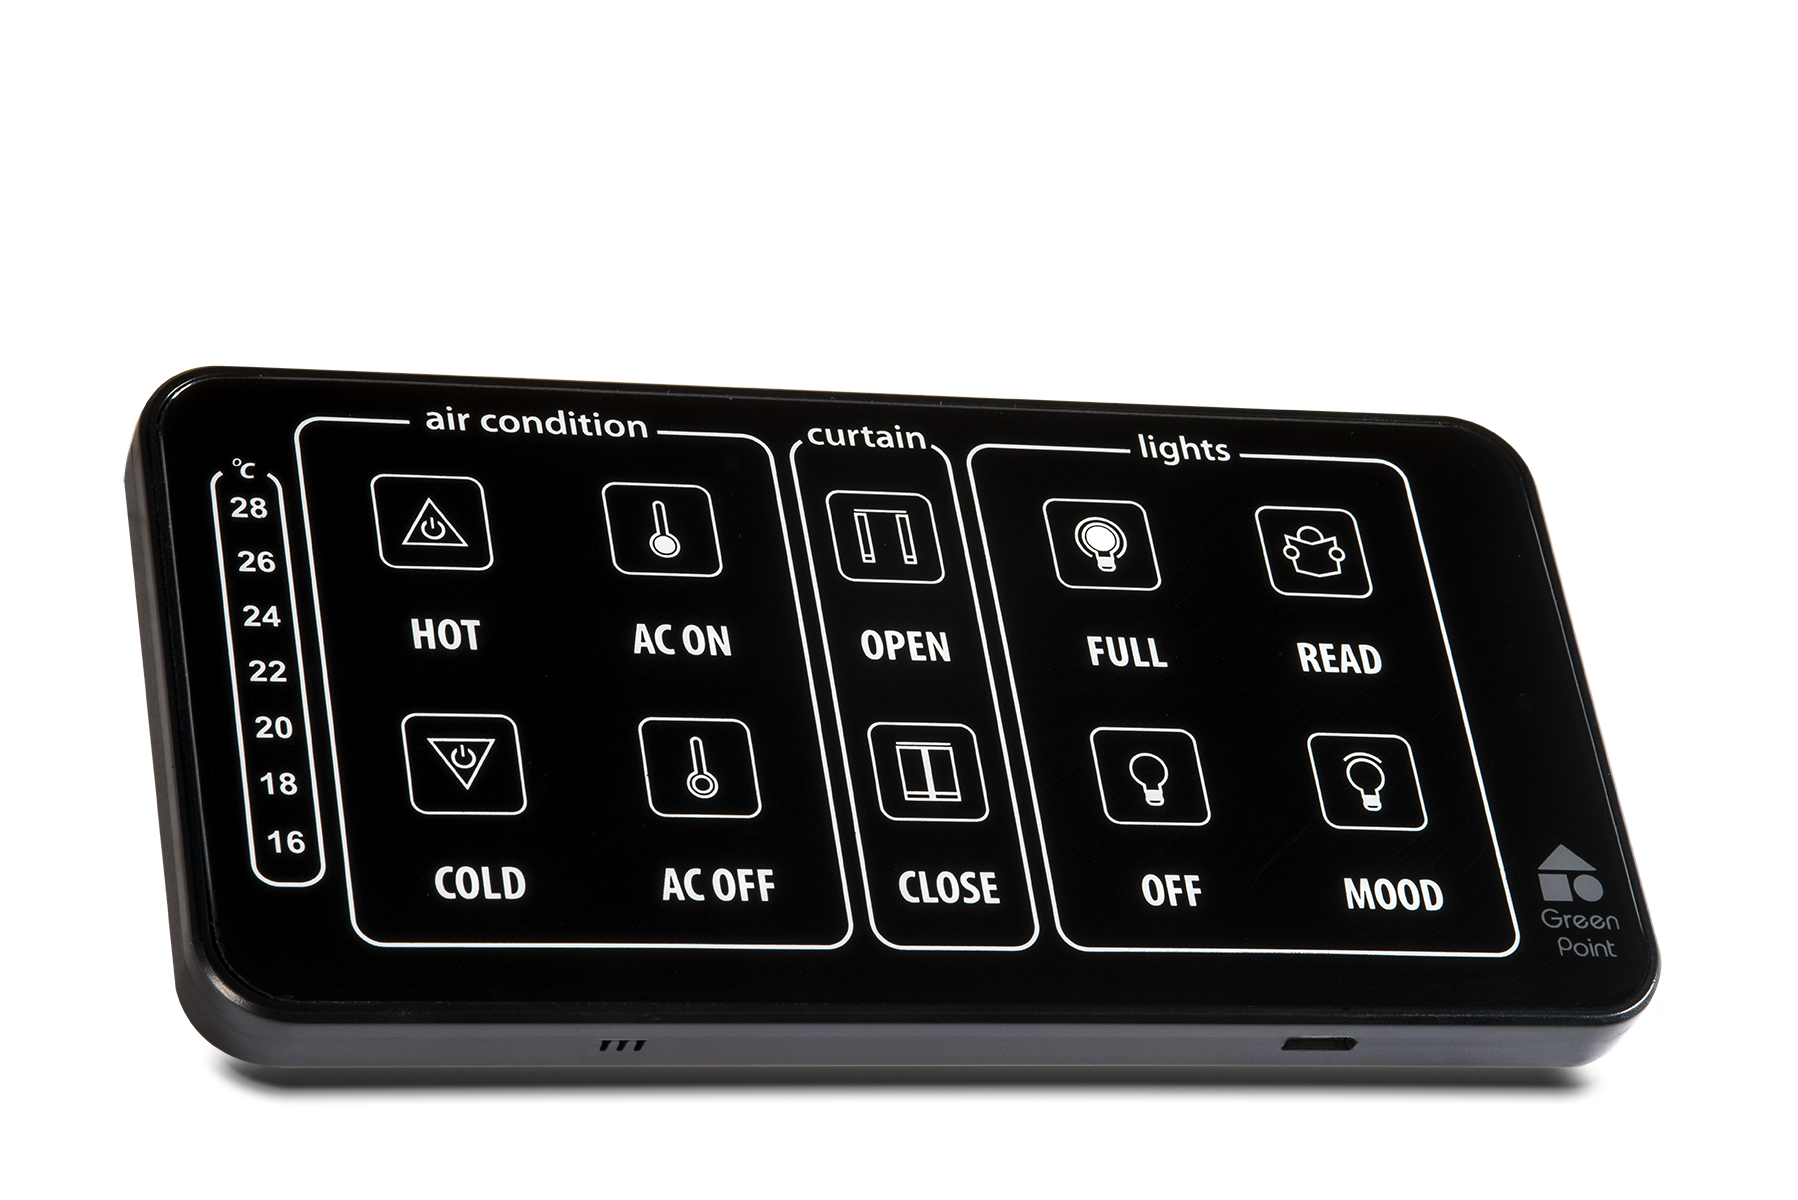 air condition
curtain
lights
°C
28
26
24
22
20
18
16
HOT
AC ON
OPEN
FULL
READ
COLD
AC OFF
CLOSE
OFF
MOOD
Green
Point